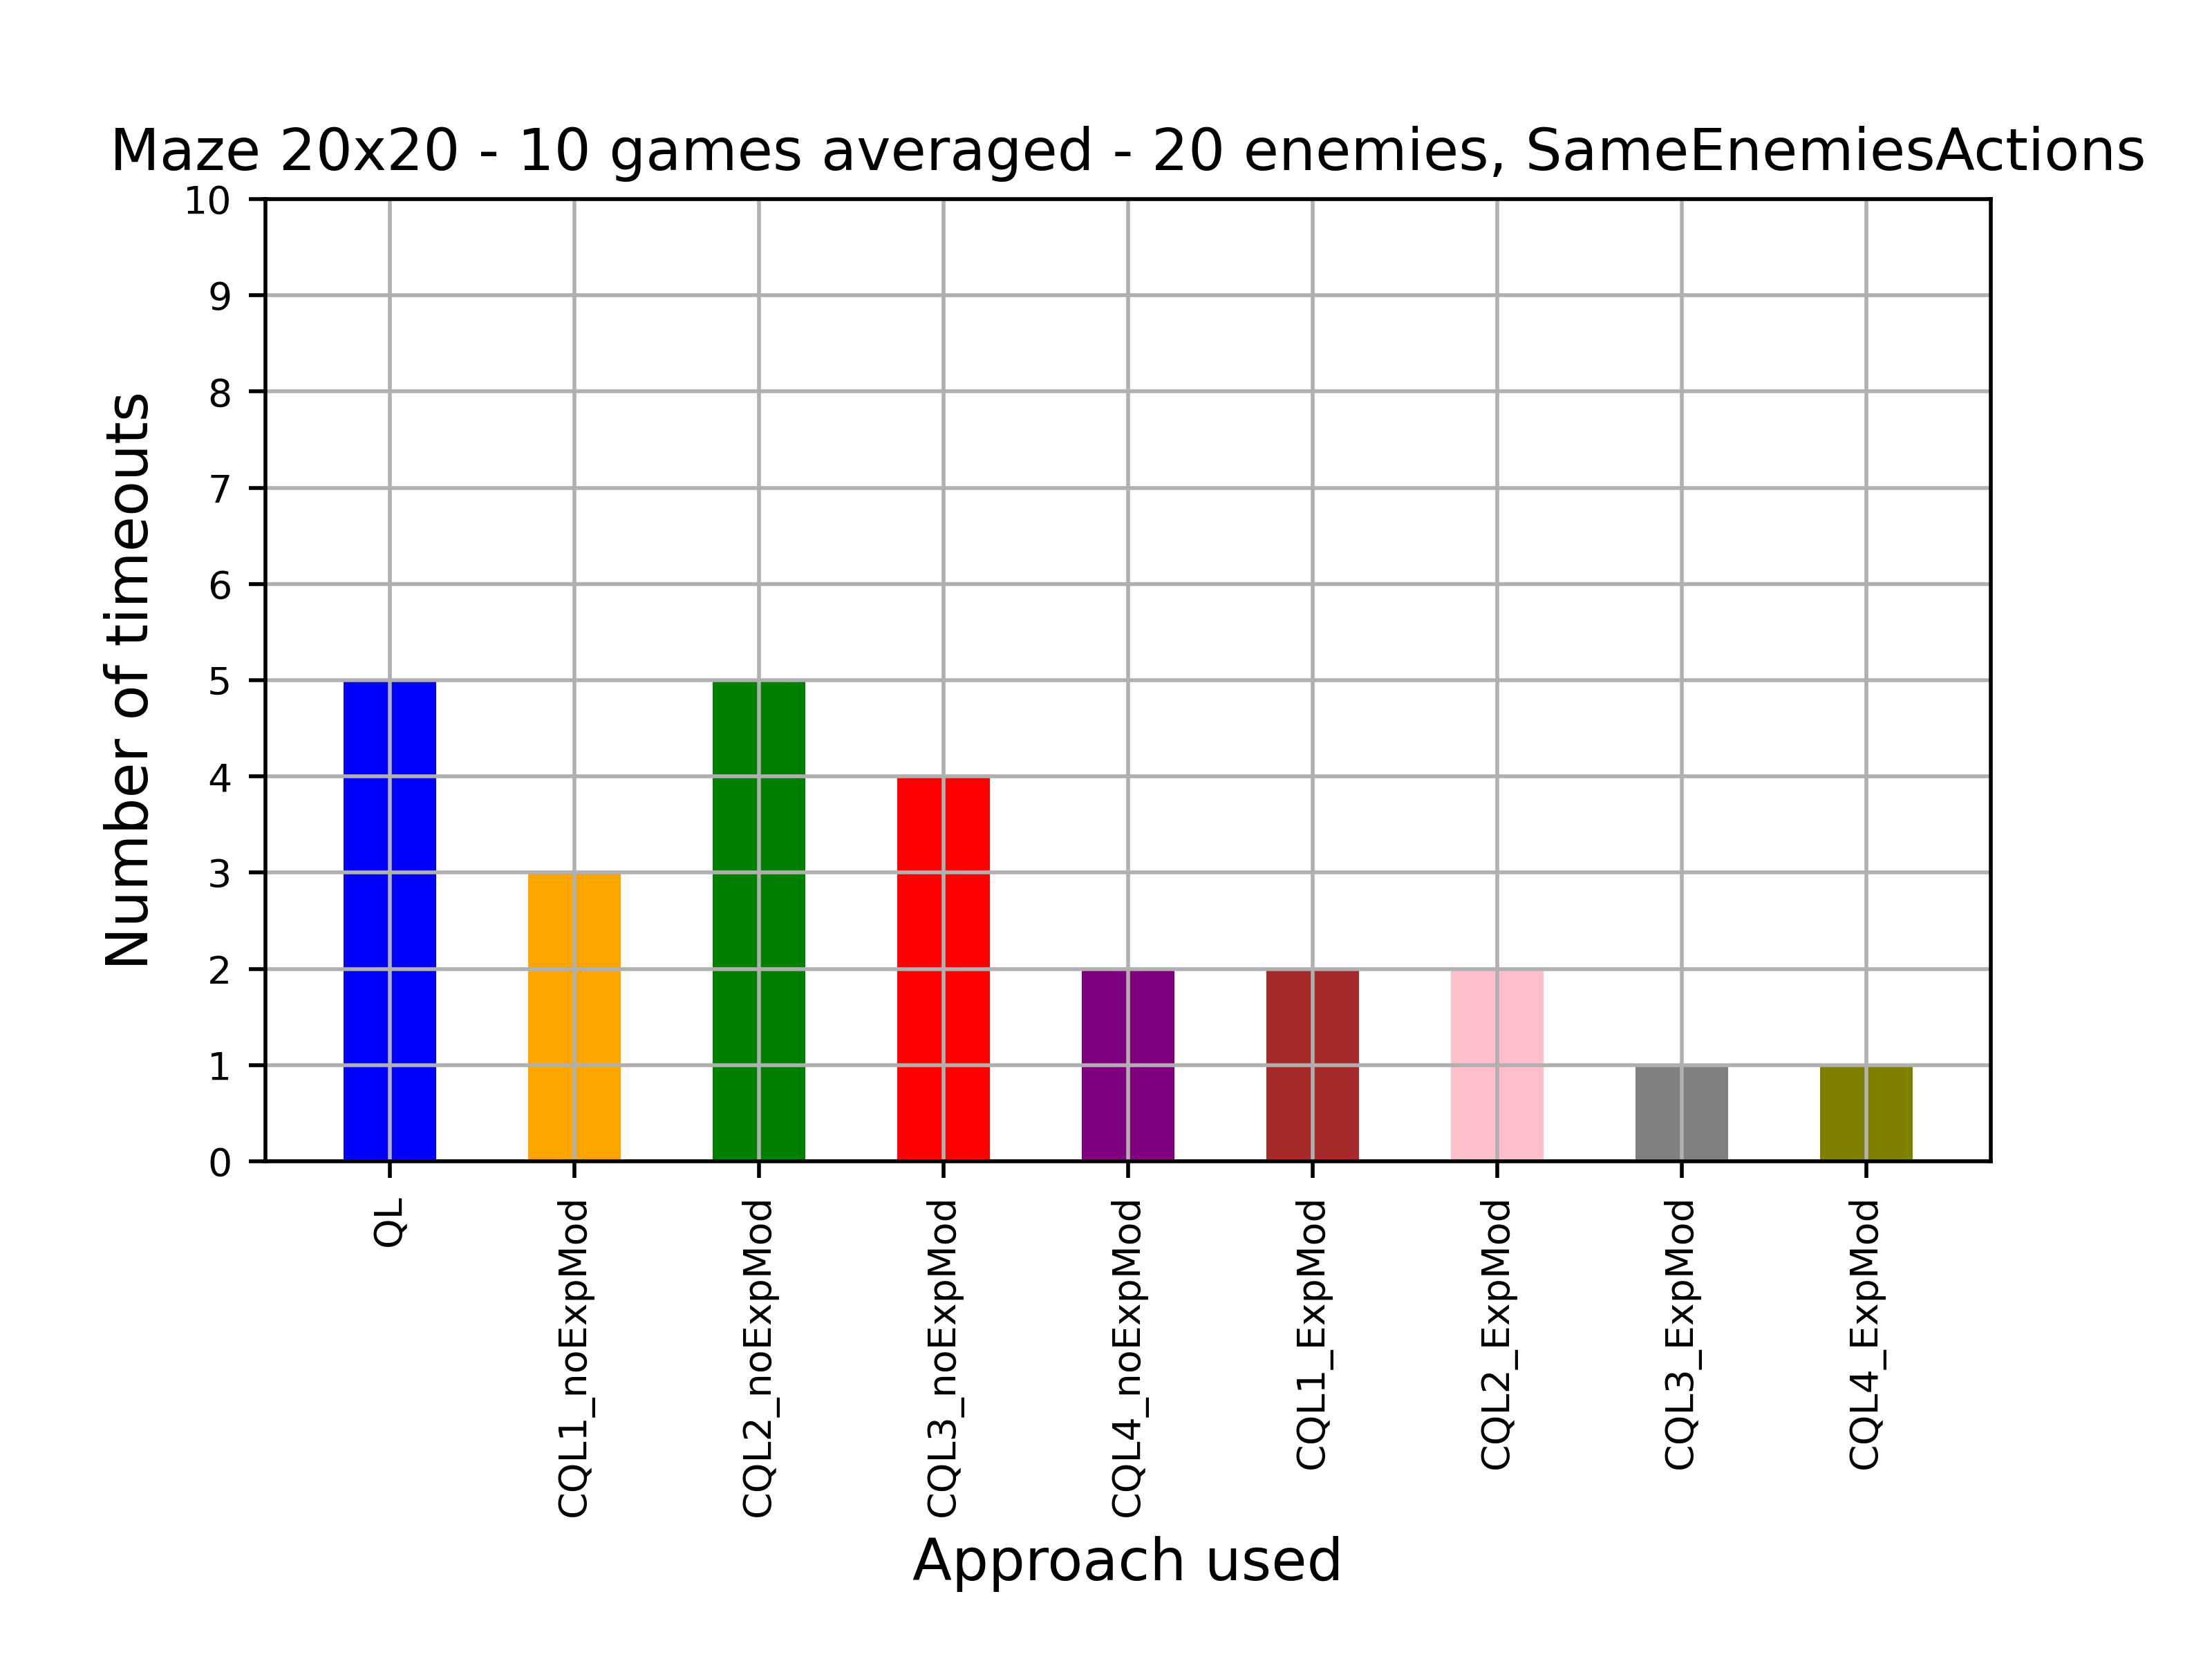 Maze 20x20 - 10 games averaged - 20 enemies, SameEnemiesActions
Number of timeouts
10
9
8
7
6
5
4
3
2
1
0
QL
CQL1_noExpMod
CQL2_noExpMod
CQL3_noExpMod
CQL4_noExpMod
CQL1_ExpMod
CQL2_ExpMod
CQL3_ExpMod
CQL4_ExpMod
Approach used